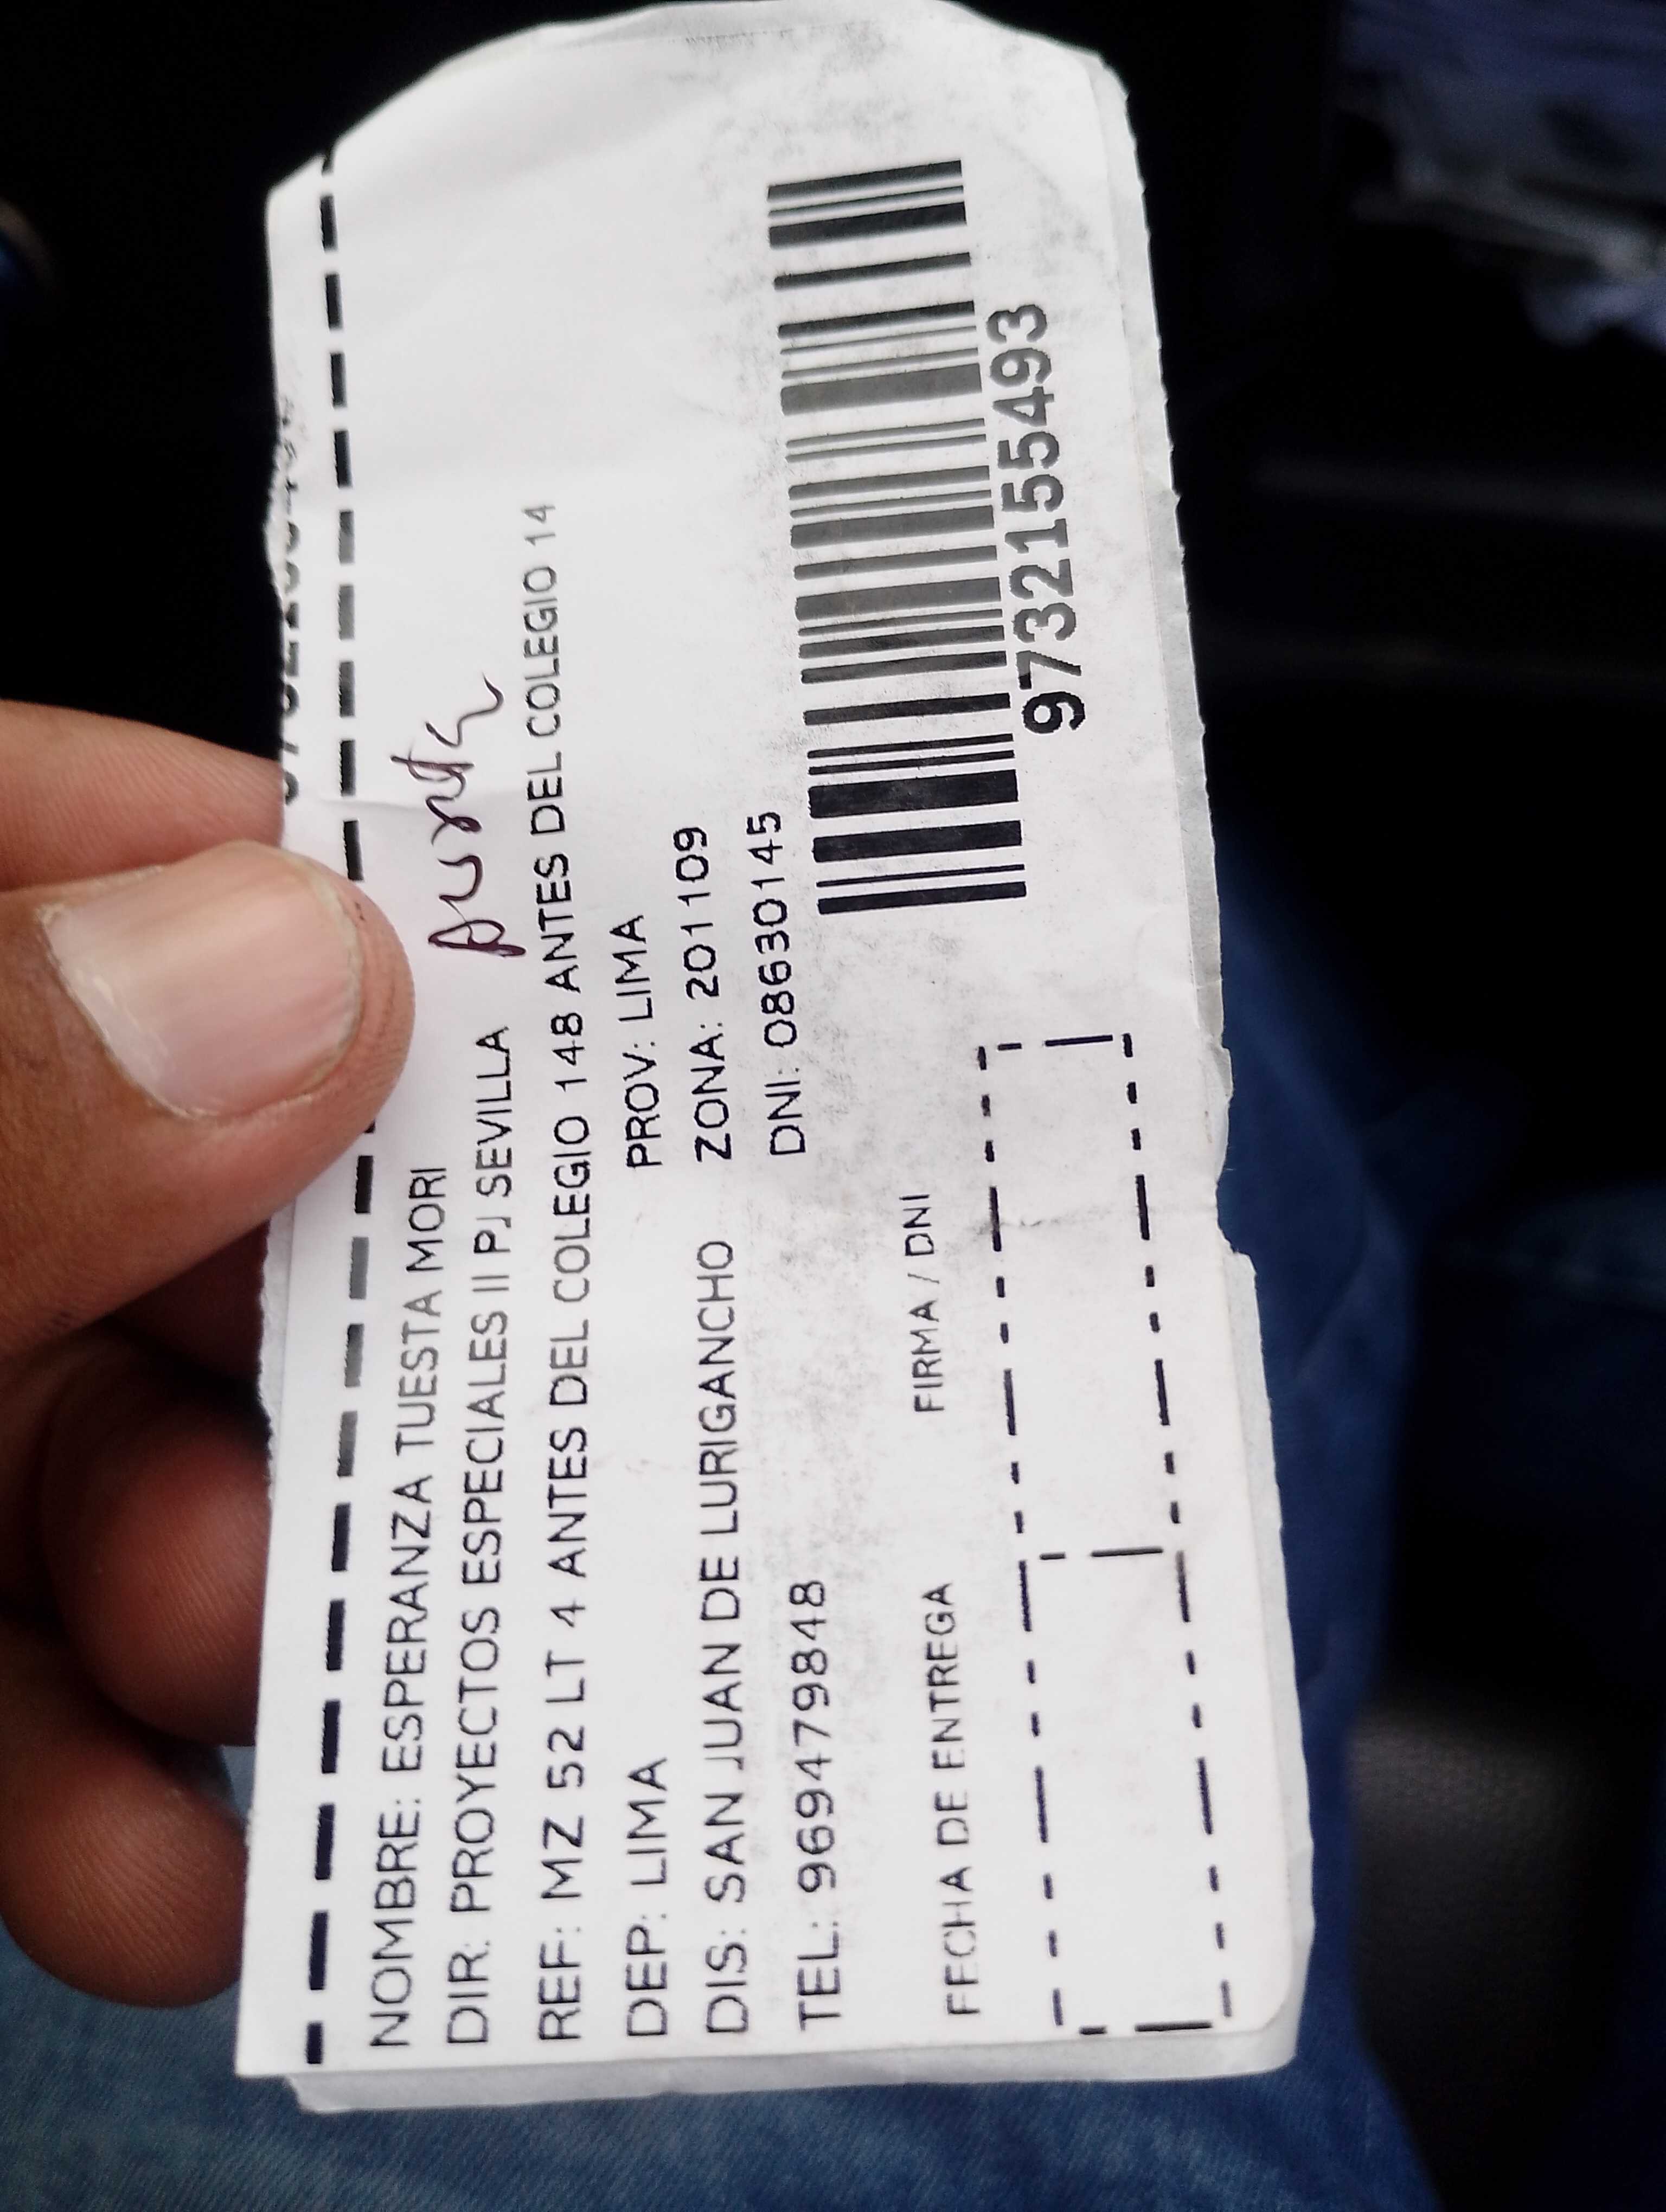 NOMBRE: ESPERANZA TUESTA MORI
DIR: PROYECTOS ESPECIALES II PJ SEVILLA
REF: MZ 52 LT 4 ANTES DEL COLEGIO 148 ANTES DEL COLEGIO 14
DEP: LIMA PROV: LIMA
DIS: SAN JUAN DE LURIGANCHO ZONA: 201109
TEL: 969479848 DNI: 08630145
9732155493
FECHA DE ENTREGA FIRMA / DNI